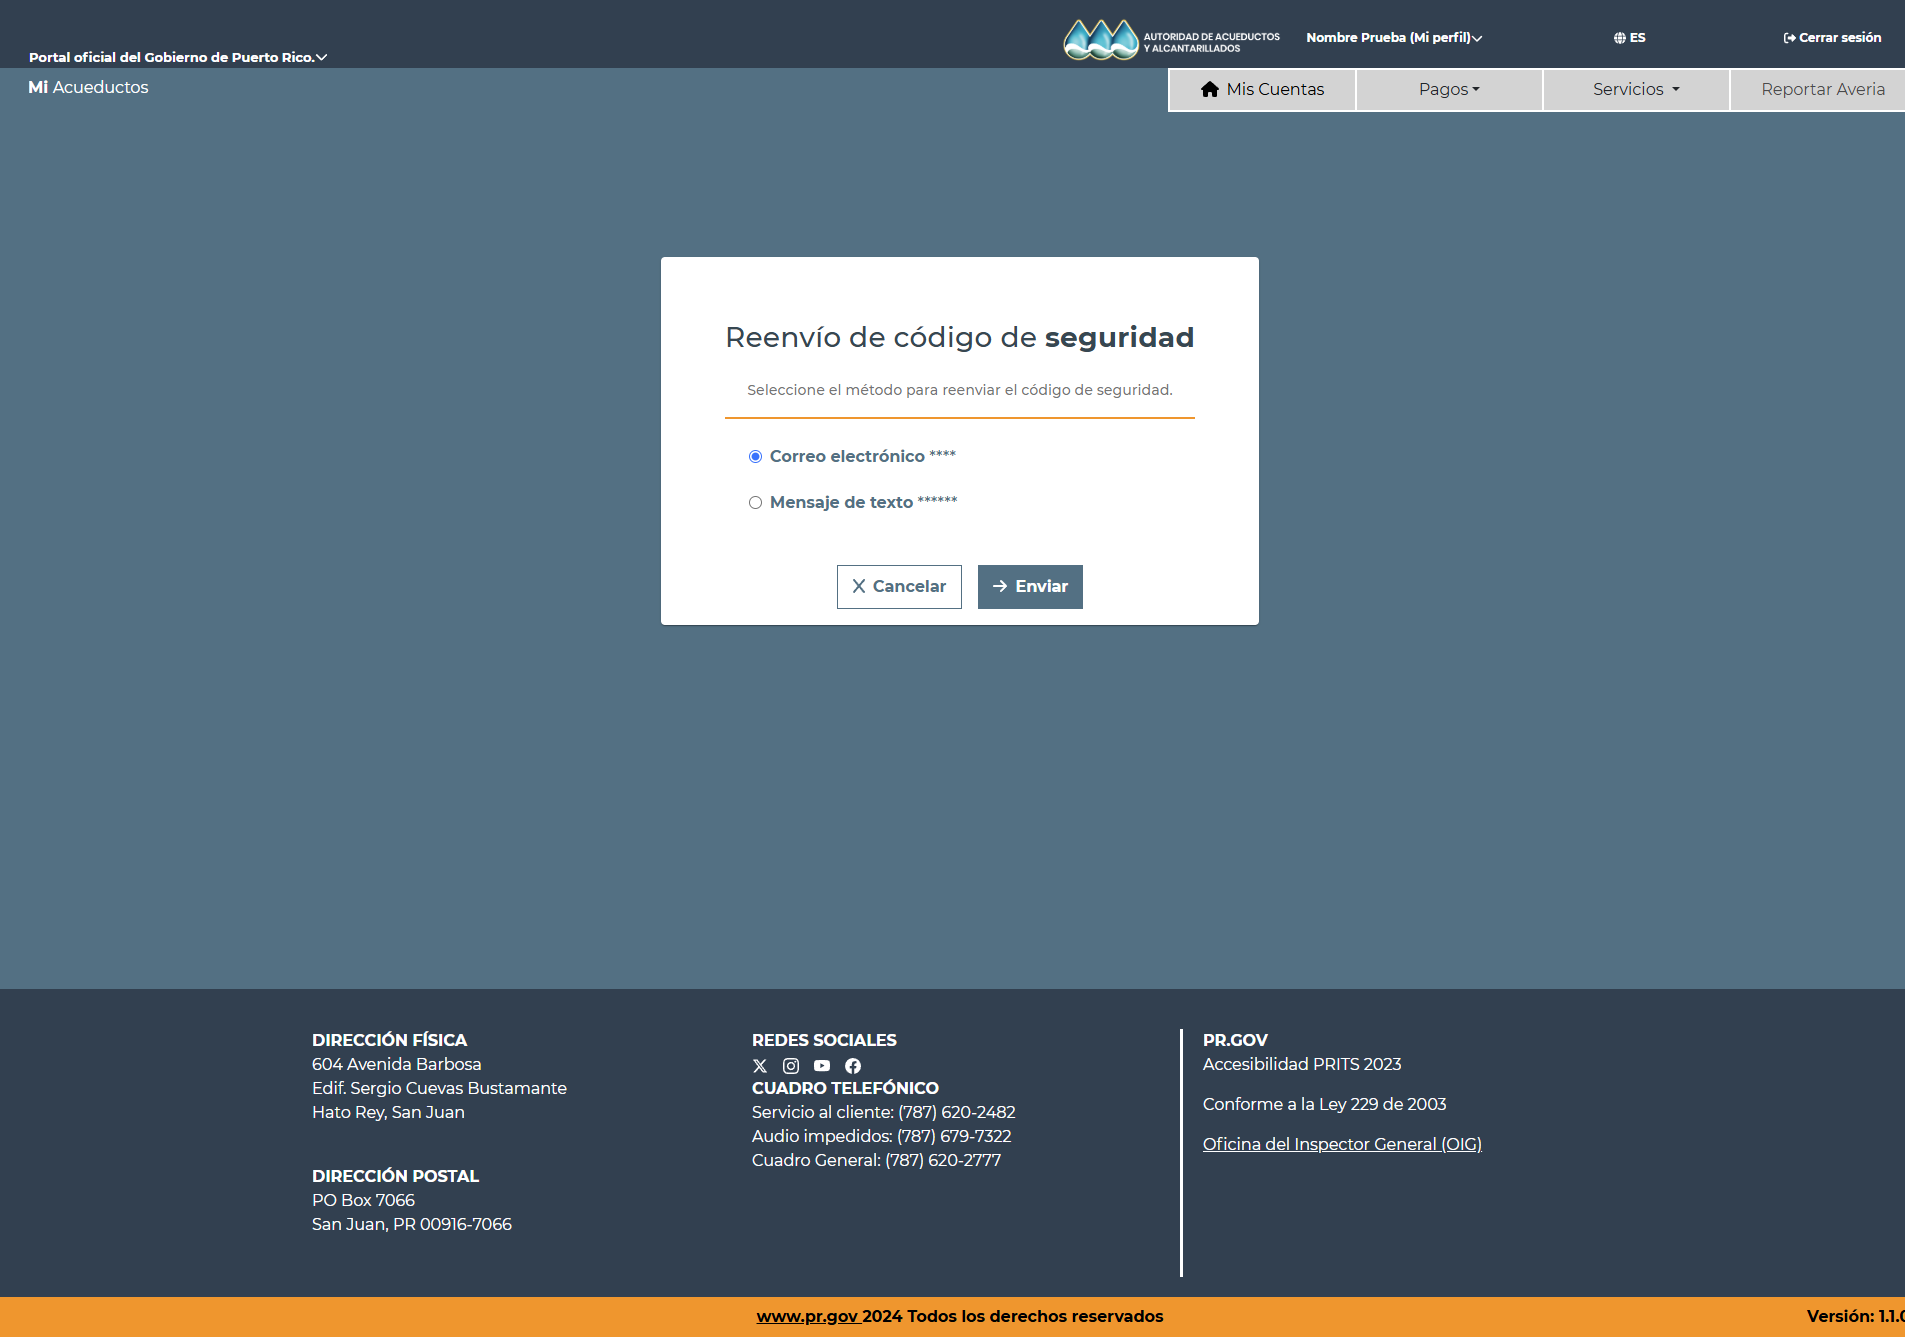 Portal oficial del Gobierno de Puerto Rico.
AUTORIDAD DE ACUEDUCTOS
Y ALCANTARILLADOS
Nombre Prueba (Mi perfil)
ES
Cerrar sesión
Mi Acueductos
Mis Cuentas
Pagos
Servicios
Reportar Averia
Reenvío de código de seguridad
Seleccione el método para reenviar el código de seguridad.
Correo electrónico ****
Mensaje de texto ******
Cancelar
Enviar
DIRECCIÓN FÍSICA
604 Avenida Barbosa
Edif. Sergio Cuevas Bustamante
Hato Rey, San Juan
DIRECCIÓN POSTAL
PO Box 7066
San Juan, PR 00916-7066
REDES SOCIALES
CUADRO TELEFÓNICO
Servicio al cliente: (787) 620-2482
Audio impedidos: (787) 679-7322
Cuadro General: (787) 620-2777
PR.GOV
Accesibilidad PRITS 2023
Conforme a la Ley 229 de 2003
Oficina del Inspector General (OIG)
www.pr.gov 2024 Todos los derechos reservados
Versión: 1.1.0